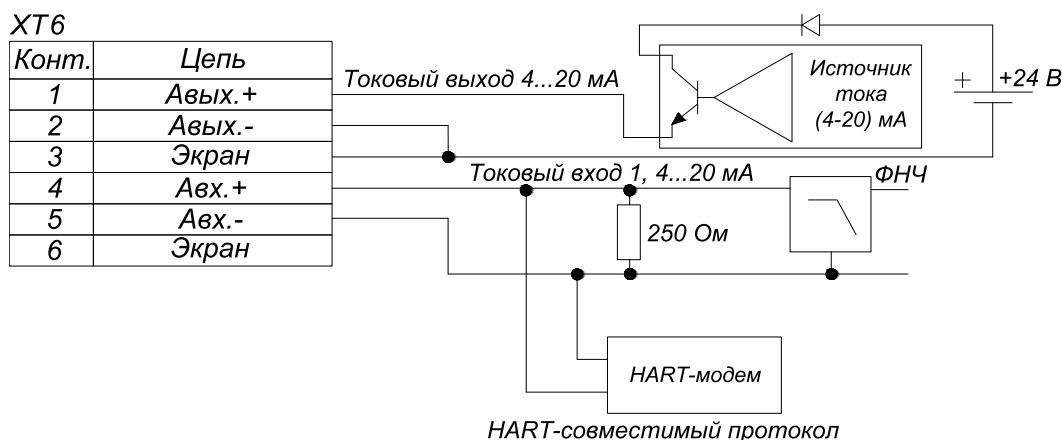 XT6
Конт. Цепь
1 Авых.+
2 Авых.-
3 Экран
4 Авх.+
5 Авх.-
6 Экран
Токовый выход 4...20 мА
Источник
тока
(4-20) мА
+
+24 В
Токовый вход 1, 4...20 мА
ФНЧ
250 Ом
HART-модем
HART-совместимый протокол